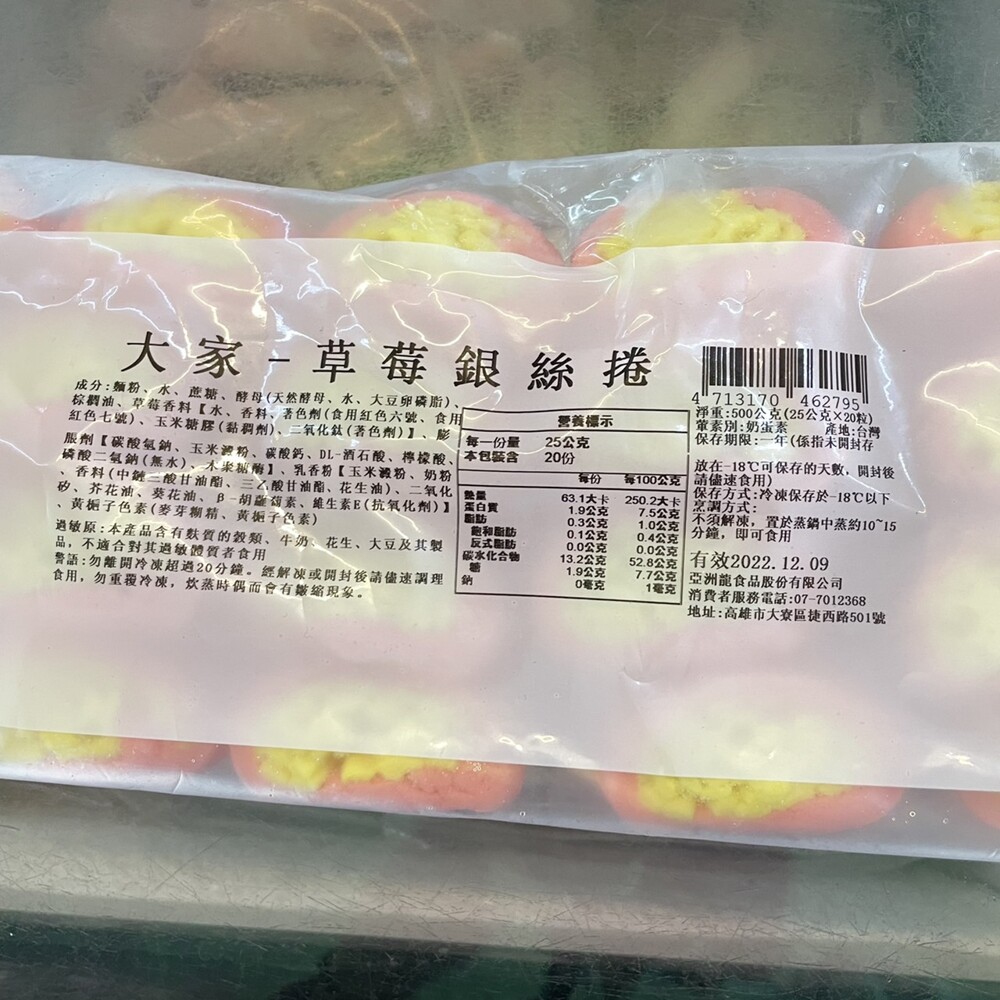 大家-草莓銀絲捲
成分:麵粉、水、蔗糖、酵母(天然酵母、水、大豆卵磷脂)、
棕櫚油、草莓香料【水、香料、著色劑(食用紅色六號、食用
紅色七號)、玉米糖膠(黏稠劑)、二氧化鈦(著色劑)】、膨
脹劑【碳酸氫鈉、玉米澱粉、碳酸鈣、DL-酒石酸、檸檬酸、
磷酸二氫鈉(無水)、木聚糖酶】、乳香粉【玉米澱粉、奶粉
、香料(中鏈三酸甘油酯、三乙酸甘油酯、花生油)、二氧化
矽、芥花油、葵花油、β-胡蘿蔔素、維生素E(抗氧化劑)】
、黃梔子色素(麥芽糊精、黃梔子色素)
過敏原:本產品含有麩質的穀類、牛奶、花生、大豆及其製
品，不適合對其過敏體質者食用
警語:勿離開冷凍超過20分鐘。經解凍或開封後請儘速調理
食用，勿重覆冷凍，炊蒸時偶而會有皺縮現象。
營養標示
每一份量 25公克
本包裝含 20份
每份 每100公克
熱量 63.1大卡 250.2大卡
蛋白質 1.9公克 7.5公克
脂肪 0.3公克 1.0公克
飽和脂肪 0.1公克 0.4公克
反式脂肪 0.0公克 0.0公克
碳水化合物 13.2公克 52.8公克
糖 1.9公克 7.7公克
鈉 0毫克 1毫克
4 713170 462795
淨重:500公克(25公克×20粒)
葷素別:奶蛋素 產地:台灣
保存期限:一年(係指未開封存
放在-18℃可保存的天數，開封後
請儘速食用)
保存方式:冷凍保存於-18℃以下
烹調方式:
不須解凍，置於蒸鍋中蒸約10~15
分鐘，即可食用
有效2022.12.09
亞洲龍食品股份有限公司
消費者服務電話:07-7012368
地址:高雄市大寮區捷西路501號